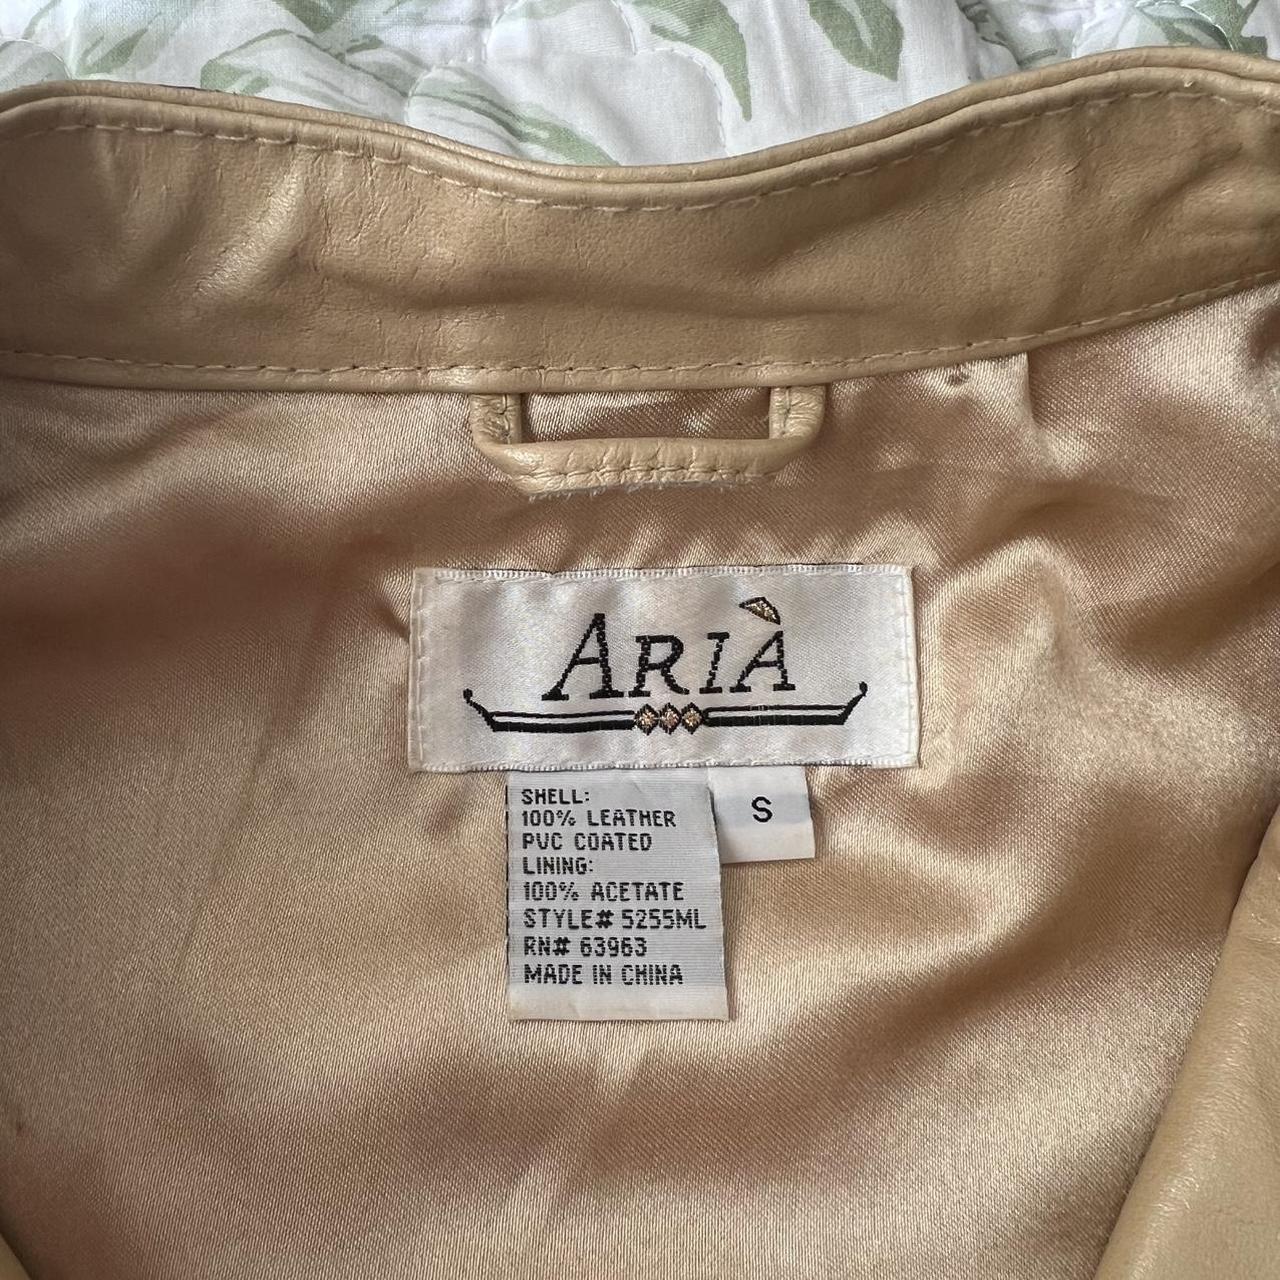 ARIÀ
SHELL:
100% LEATHER
PVC COATED
LINING:
100% ACETATE
STYLE# 5255ML
RN# 63963
MADE IN CHINA
S